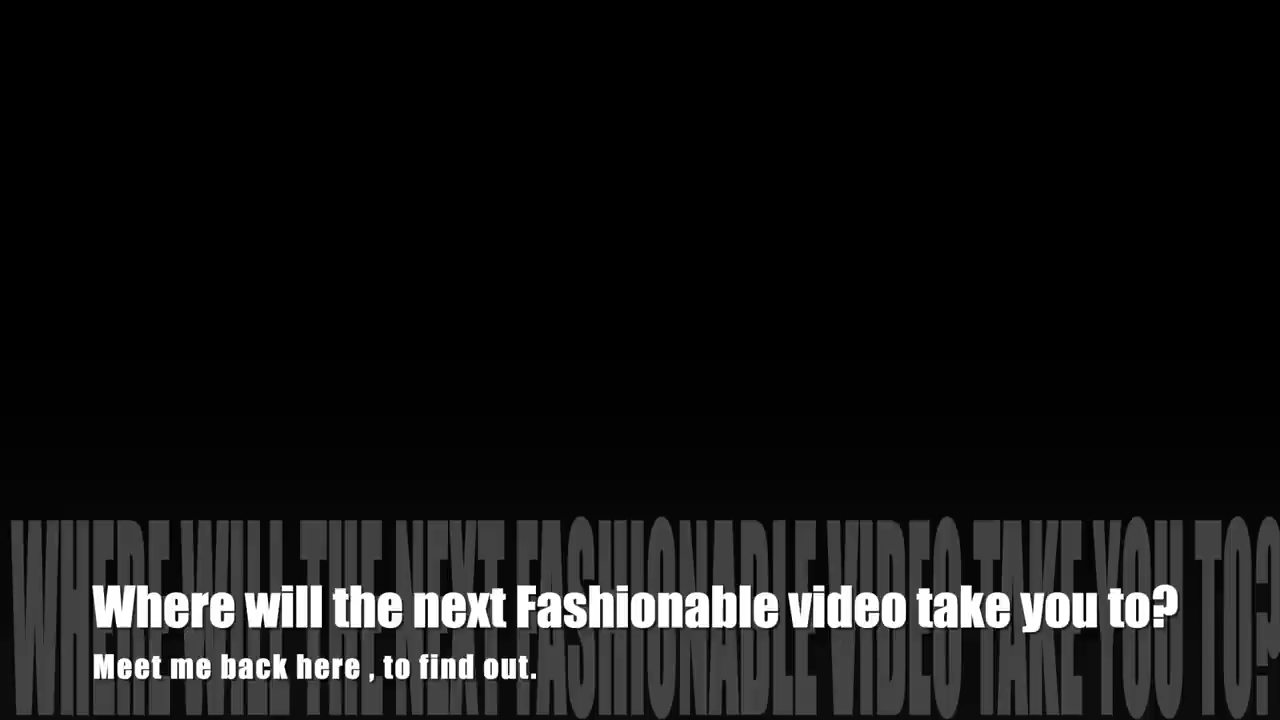 WHERE WILL THE NEXT FASHIONABLE VIDEO TAKE YOU TO?
Where will the next Fashionable video take you to?
Meet me back here , to find out.